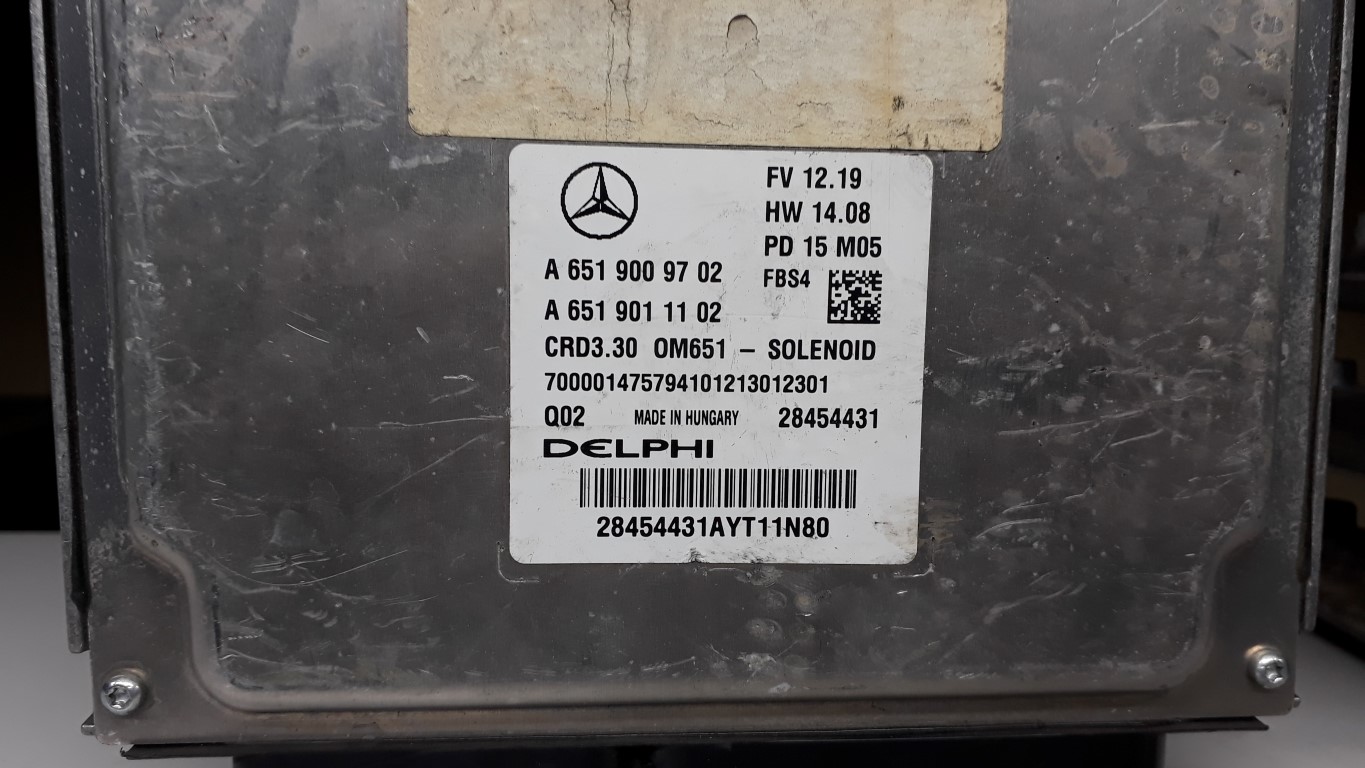 FV 12.19
HW 14.08
PD 15 M05
A 651 900 97 02
FBS4
A 651 901 11 02
CRD3.30 OM651 – SOLENOID
700001475794101213012301
Q02 MADE IN HUNGARY 28454431
DELPHI
28454431AYT11N80